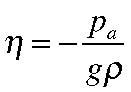 η = −p_a/(gρ)